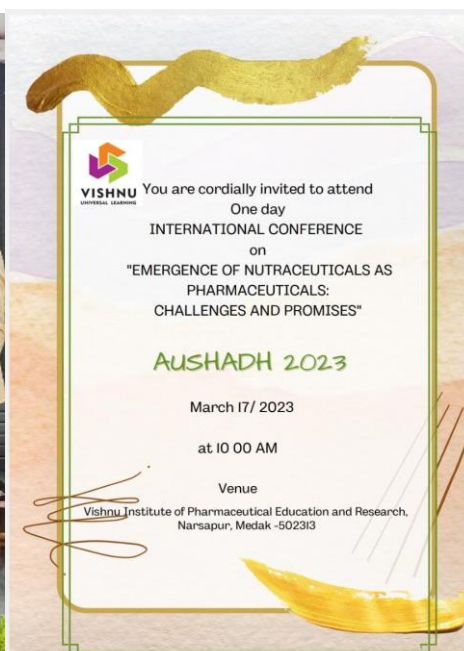 VISHNU
UNIVERSAL LEARNING
You are cordially invited to attend
One day
INTERNATIONAL CONFERENCE
on
"EMERGENCE OF NUTRACEUTICALS AS
PHARMACEUTICALS:
CHALLENGES AND PROMISES"
AUSHADH 2023
March 17/ 2023
at 10 00 AM
Venue
Vishnu Institute of Pharmaceutical Education and Research,
Narsapur, Medak -502313